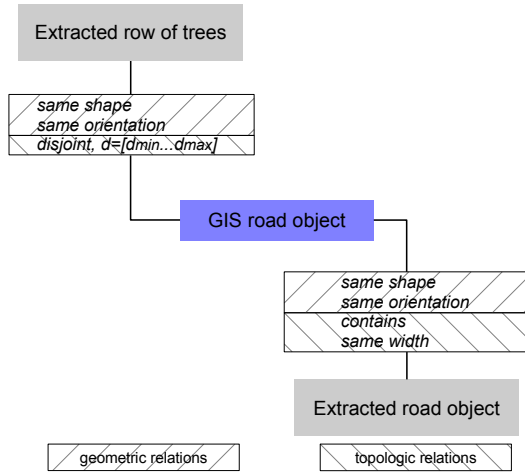 Extracted row of trees
same shape
same orientation
disjoint, d=[dmin...dmax]
GIS road object
same shape
same orientation
contains
same width
Extracted road object
geometric relations
topologic relations